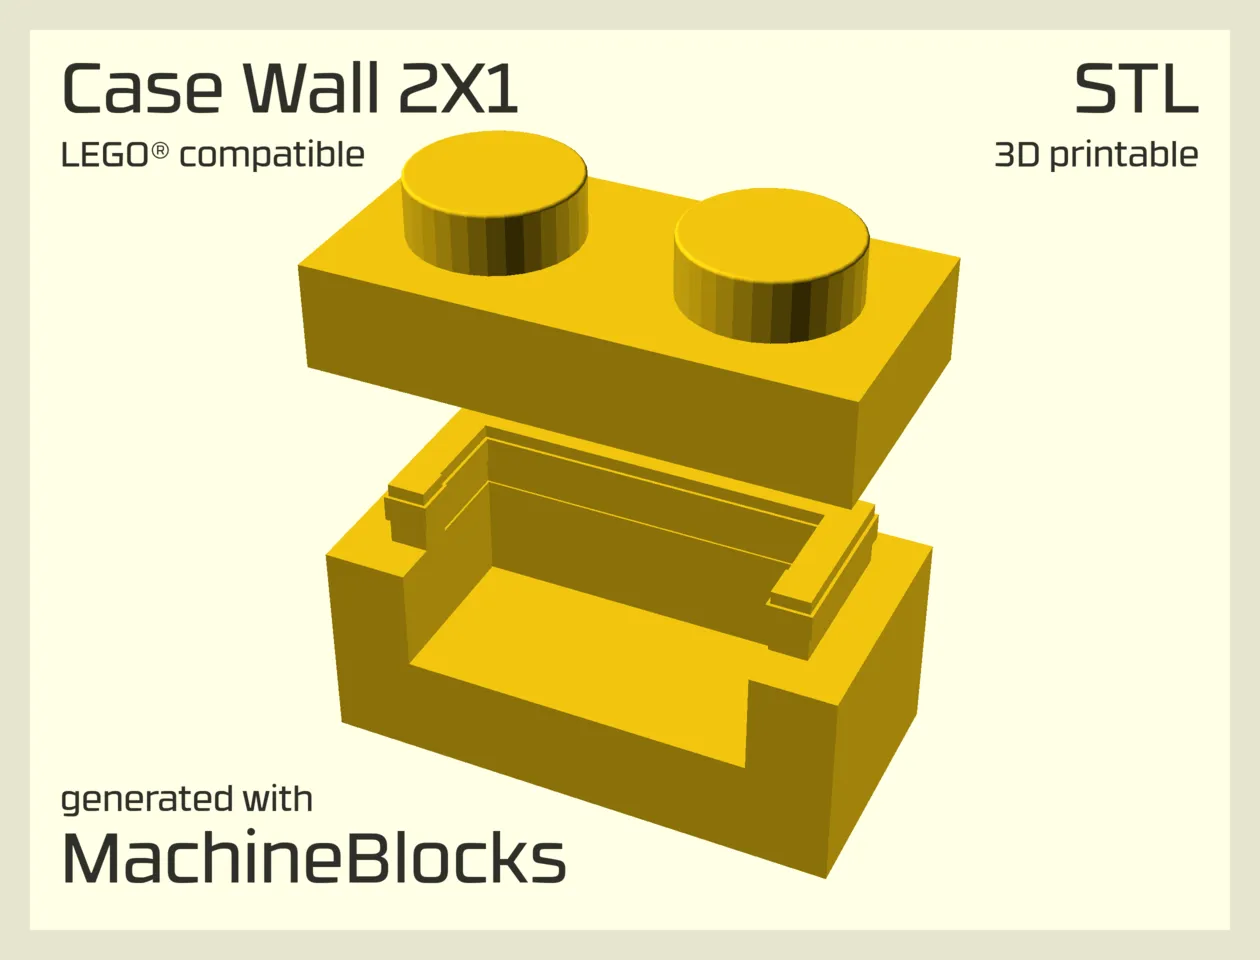 Case Wall 2X1
LEGO® compatible
STL
3D printable
generated with
MachineBlocks